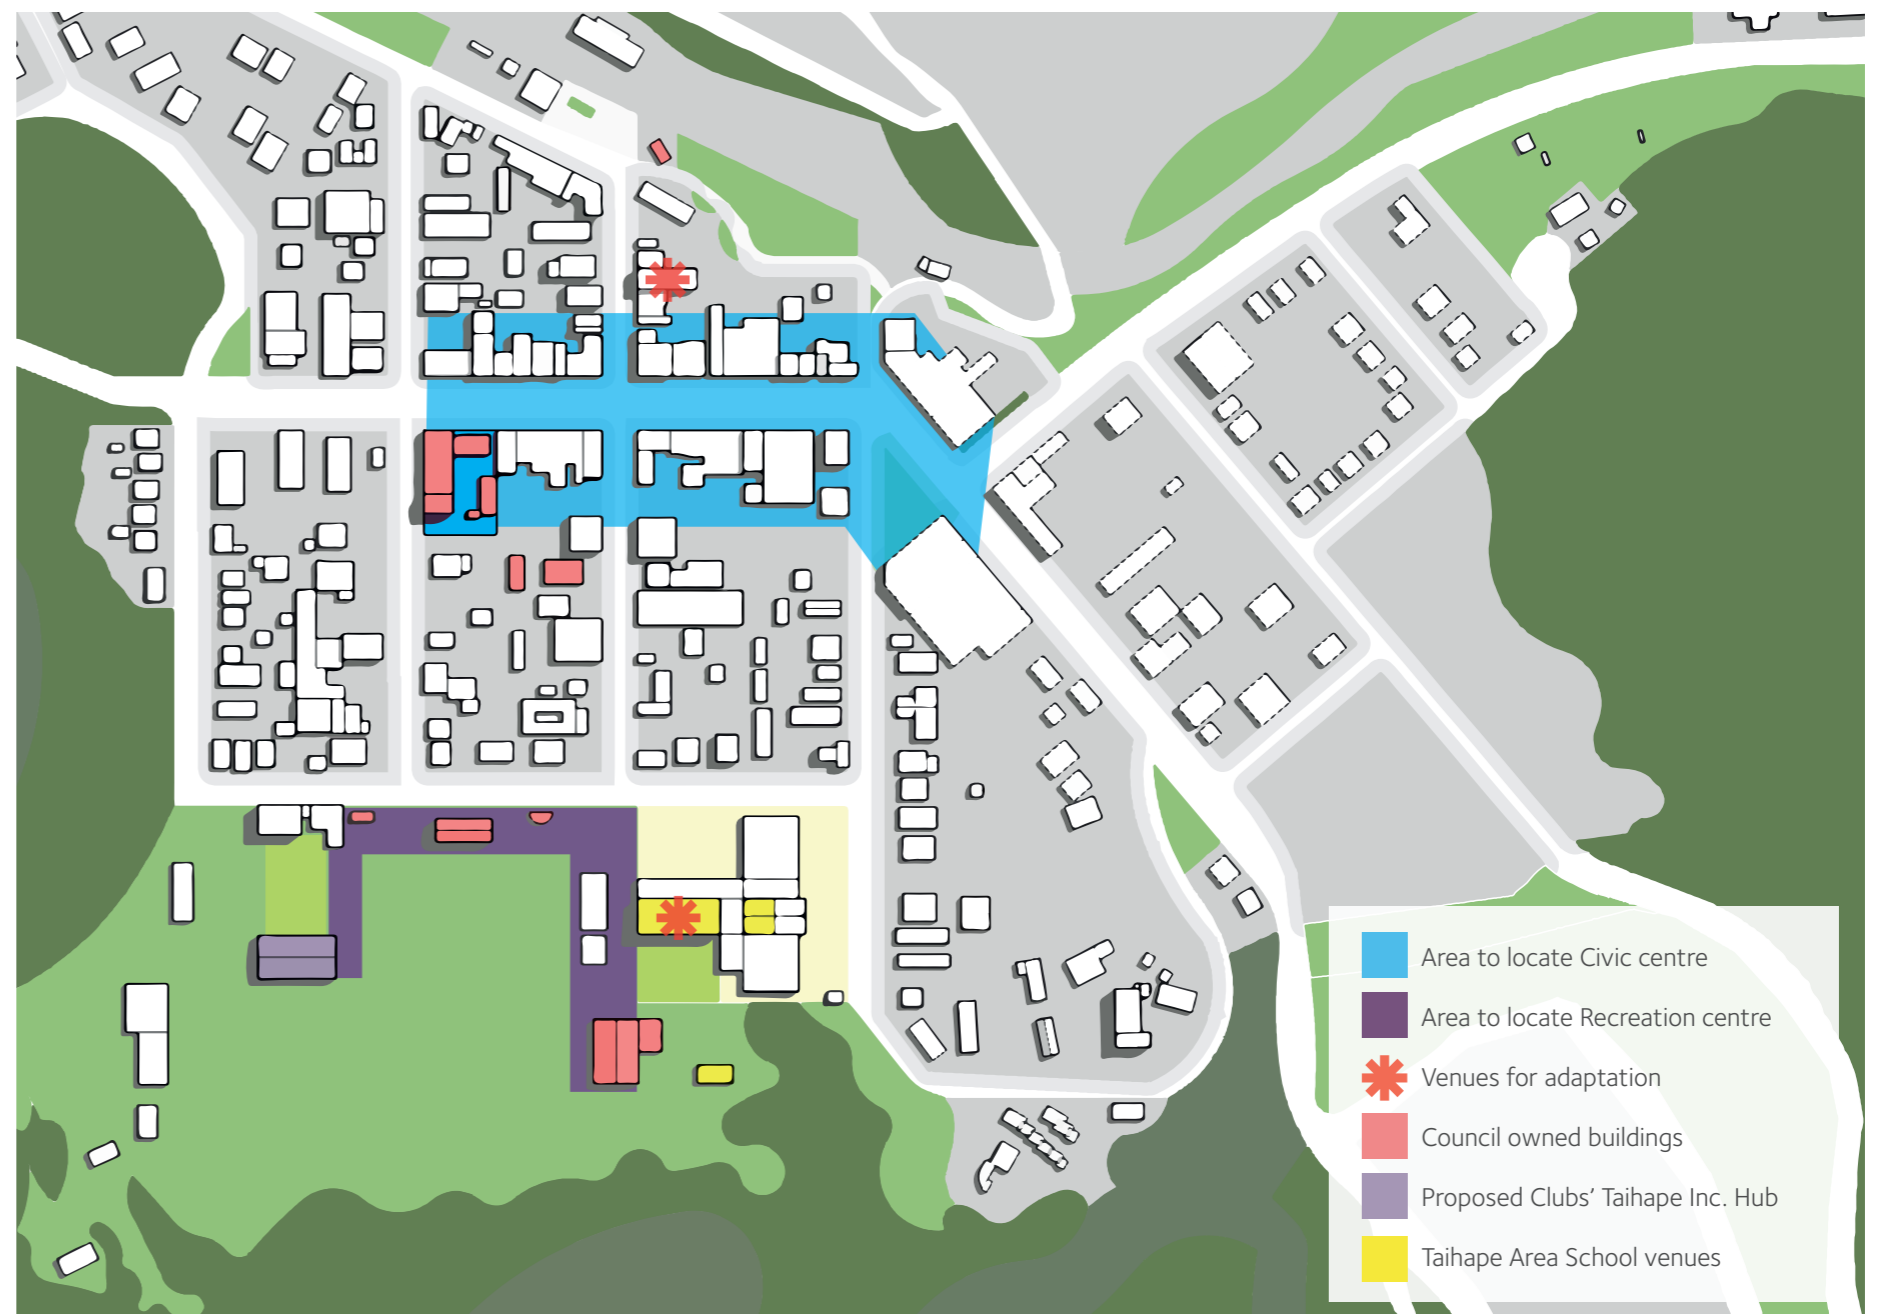 Area to locate Civic centre
Area to locate Recreation centre
Venues for adaptation
Council owned buildings
Proposed Clubs’ Taihape Inc. Hub
Taihape Area School venues